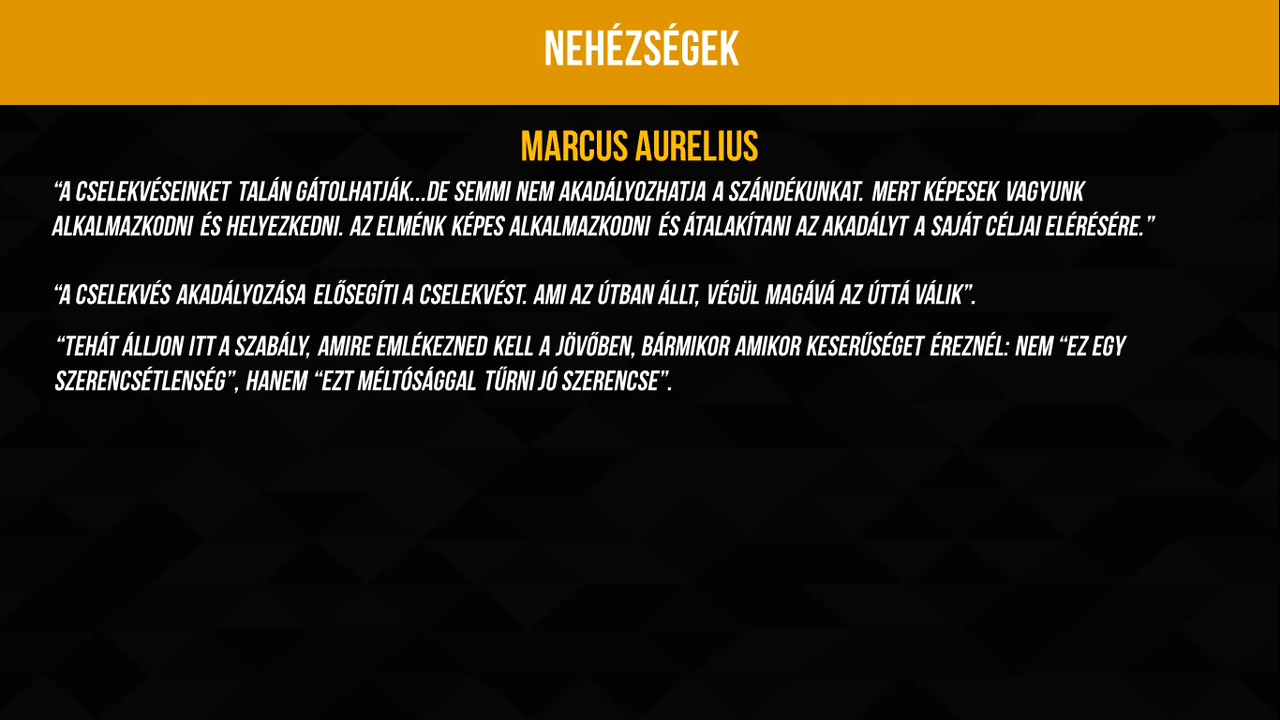 NEHÉZSÉGEK
MARCUS AURELIUS
“A CSELEKVÉSEINKET TALÁN GÁTOLHATJÁK...DE SEMMI NEM AKADÁLYOZHATJA A SZÁNDÉKUNKAT. MERT KÉPESEK VAGYUNK
ALKALMAZKODNI ÉS HELYEZKEDNI. AZ ELMÉNK KÉPES ALKALMAZKODNI ÉS ÁTALAKÍTANI AZ AKADÁLYT A SAJÁT CÉLJAI ELÉRÉSÉRE.”
“A CSELEKVÉS AKADÁLYOZÁSA ELŐSEGÍTI A CSELEKVÉST. AMI AZ ÚTBAN ÁLLT, VÉGÜL MAGÁVÁ AZ ÚTTÁ VÁLIK”.
“TEHÁT ÁLLJON ITT A SZABÁLY, AMIRE EMLÉKEZNED KELL A JÖVŐBEN, BÁRMIKOR AMIKOR KESERŰSÉGET ÉREZNÉL: NEM “EZ EGY
SZERENCSÉTLENSÉG”, HANEM “EZT MÉLTÓSÁGGAL TŰRNI JÓ SZERENCSE”.